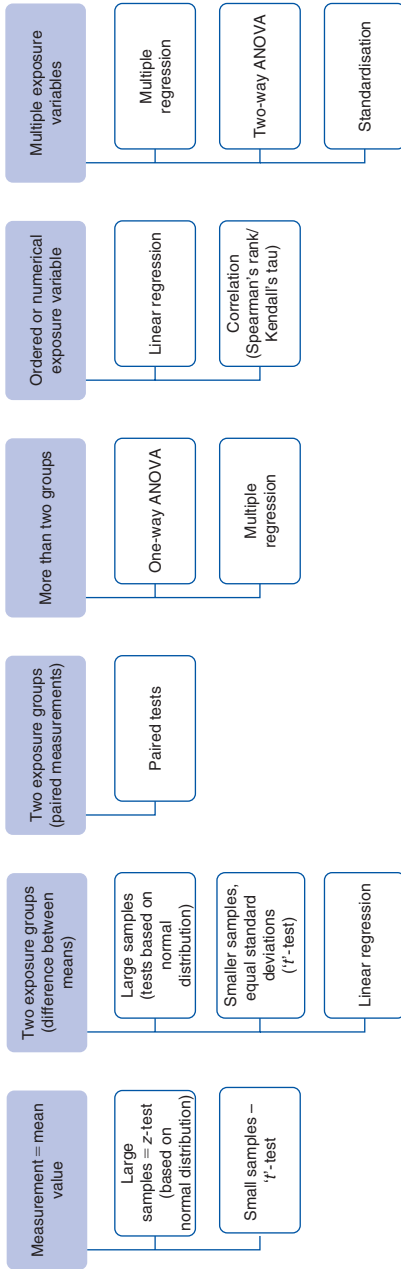 Measurement = mean
value
Large
samples = z-test
(based on
normal distribution)
Small samples –
‘t’-test
Two exposure groups
(difference between
means)
Large samples
(tests based on
normal
distribution)
Smaller samples,
equal standard
deviations
(‘t’-test)
Linear regression
Two exposure groups
(paired measurements)
Paired tests
More than two groups
One-way ANOVA
Multiple
regression
Ordered or numerical
exposure variable
Linear regression
Correlation
(Spearman’s rank/
Kendall’s tau)
Multiple exposure
variables
Multiple
regression
Two-way ANOVA
Standardisation